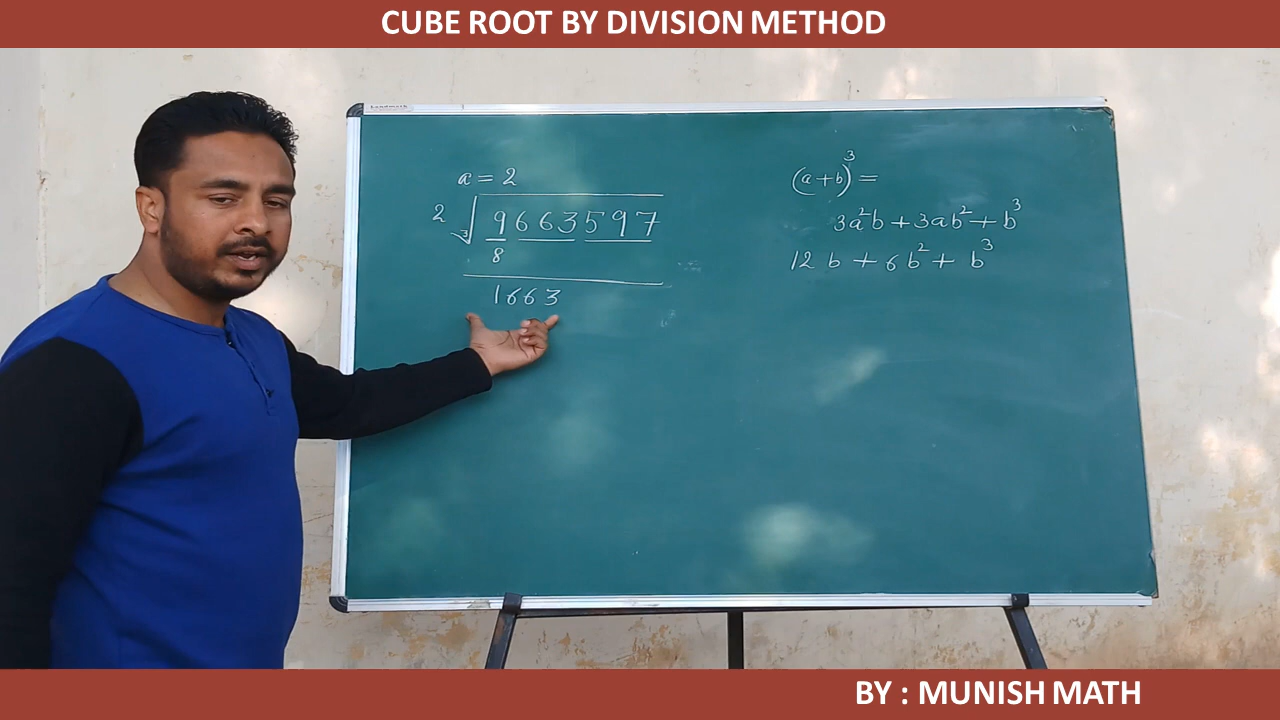 CUBE ROOT BY DIVISION METHOD
a = 2
2 ∛9663597
8
1663
(a+b)³ =
3a²b + 3ab² + b³
12 b + 6b² + b³
BY : MUNISH MATH